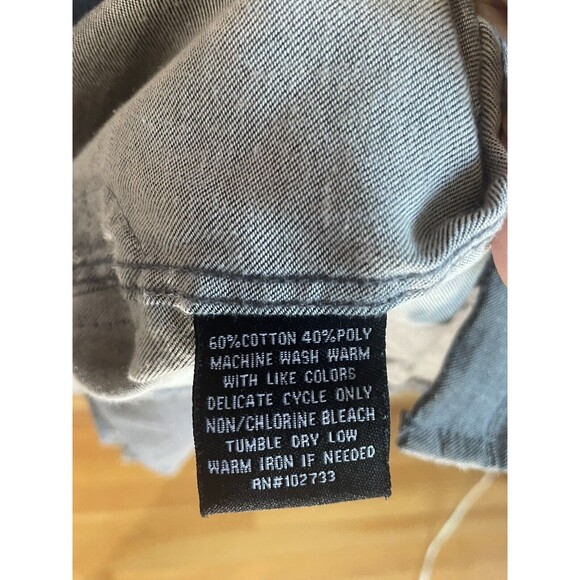 60%COTTON 40%POLY
MACHINE WASH WARM
WITH LIKE COLORS
DELICATE CYCLE ONLY
NON/CHLORINE BLEACH
TUMBLE DRY LOW
WARM IRON IF NEEDED
RN#102733